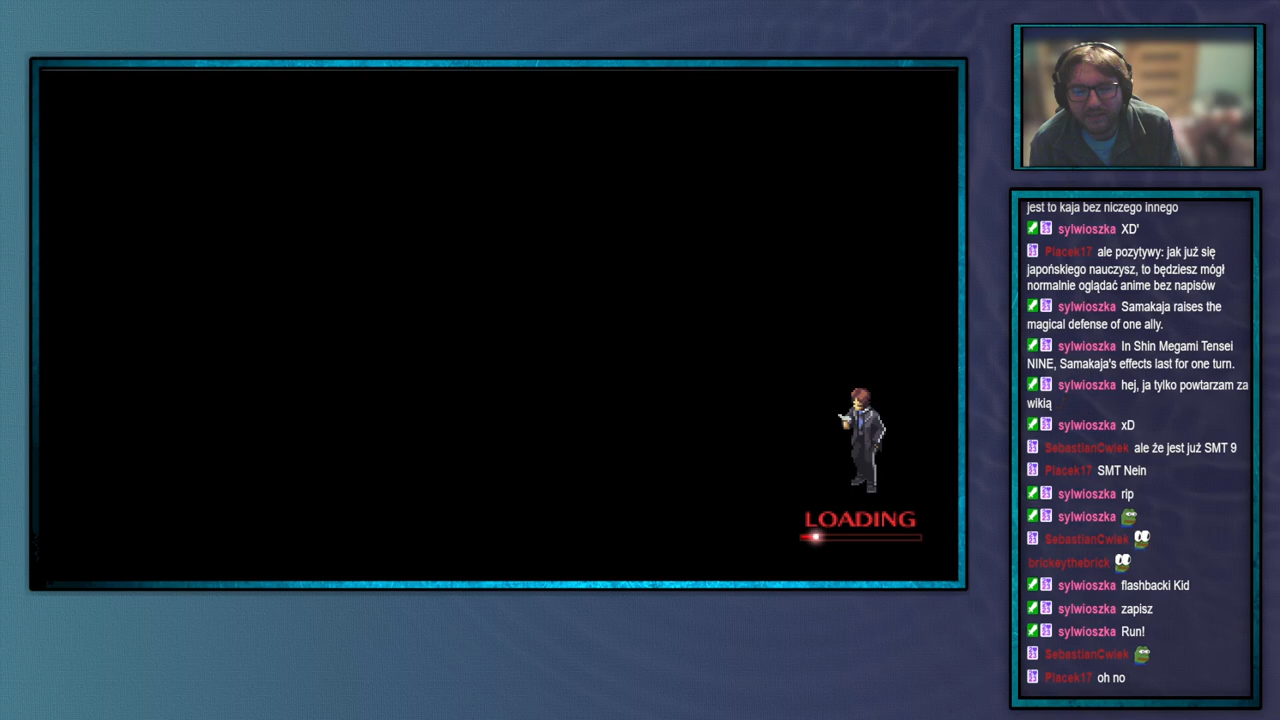 LOADING
jest to kaja bez niczego innego
sylwioszka XD'
Placek17 ale pozytywy: jak już się
japońskiego nauczysz, to będziesz mógł
normalnie oglądać anime bez napisów
sylwioszka Samakaja raises the
magical defense of one ally.
sylwioszka In Shin Megami Tensei
NINE, Samakaja's effects last for one turn.
sylwioszka hej, ja tylko powtarzam za
wikią
sylwioszka xD
SebastianCwiek ale że jest już SMT 9
Placek17 SMT Nein
sylwioszka rip
sylwioszka
SebastianCwiek
brickeythebrick
sylwioszka flashbacki Kid
sylwioszka zapisz
sylwioszka Run!
SebastianCwiek
Placek17 oh no